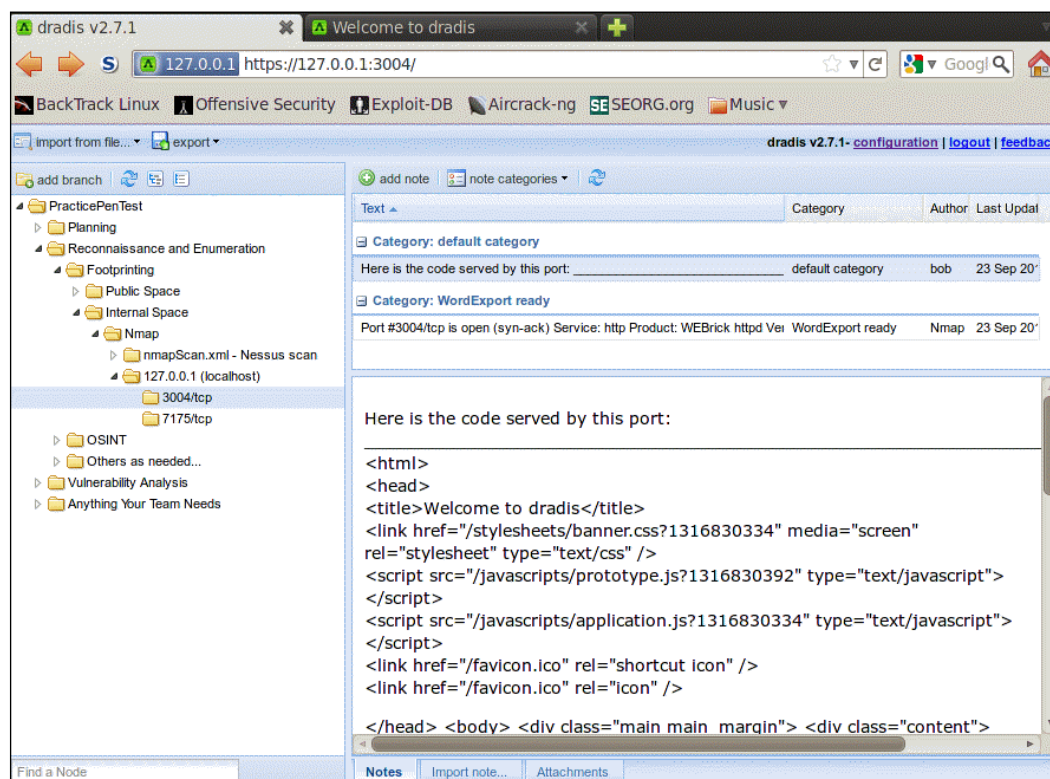 dradis v2.7.1
Welcome to dradis
127.0.0.1 https://127.0.0.1:3004/
Googl
BackTrack Linux Offensive Security Exploit-DB Aircrack-ng SEORG.org Music
import from file... export
dradis v2.7.1- configuration | logout | feedbac
add branch
add note note categories
PracticePenTest
Planning
Reconnaissance and Enumeration
Footprinting
Public Space
Internal Space
Nmap
nmapScan.xml - Nessus scan
127.0.0.1 (localhost)
3004/tcp
7175/tcp
OSINT
Others as needed...
Vulnerability Analysis
Anything Your Team Needs
Find a Node
Text Category Author Last Updat
Category: default category
Here is the code served by this port: ________________________________ default category bob 23 Sep 201
Category: WordExport ready
Port #3004/tcp is open (syn-ack) Service: http Product: WEBrick httpd Ver WordExport ready Nmap 23 Sep 201
Here is the code served by this port:
<html>
<head>
<title>Welcome to dradis</title>
<link href="/stylesheets/banner.css?1316830334" media="screen"
rel="stylesheet" type="text/css" />
<script src="/javascripts/prototype.js?1316830392" type="text/javascript">
</script>
<script src="/javascripts/application.js?1316830334" type="text/javascript">
</script>
<link href="/favicon.ico" rel="shortcut icon" />
<link href="/favicon.ico" rel="icon" />
</head> <body> <div class="main main_margin"> <div class="content">
Notes Import note... Attachments